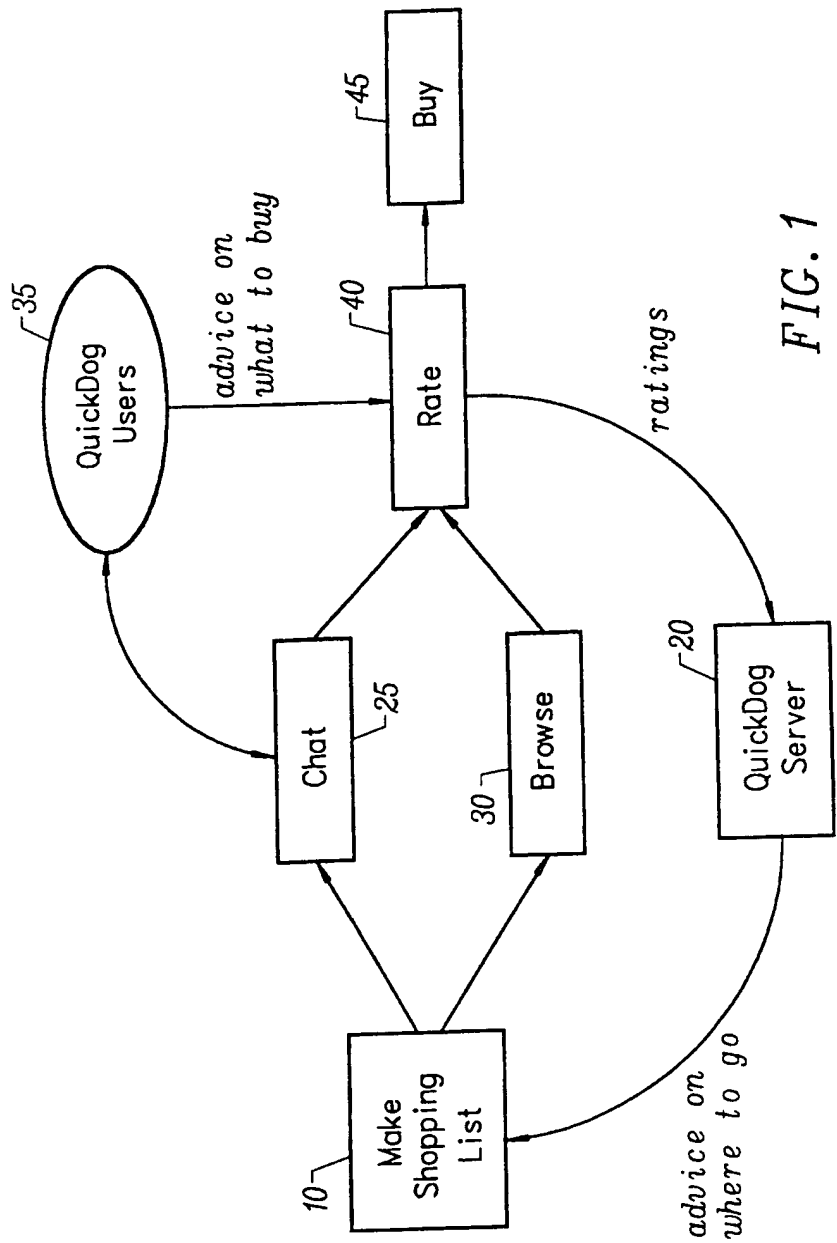 35
QuickDog
Users
advice on
what to buy
10
Make
Shopping
List
Chat
25
30
Browse
40
Rate
45
Buy
ratings
20
QuickDog
Server
advice on
where to go
FIG. 1